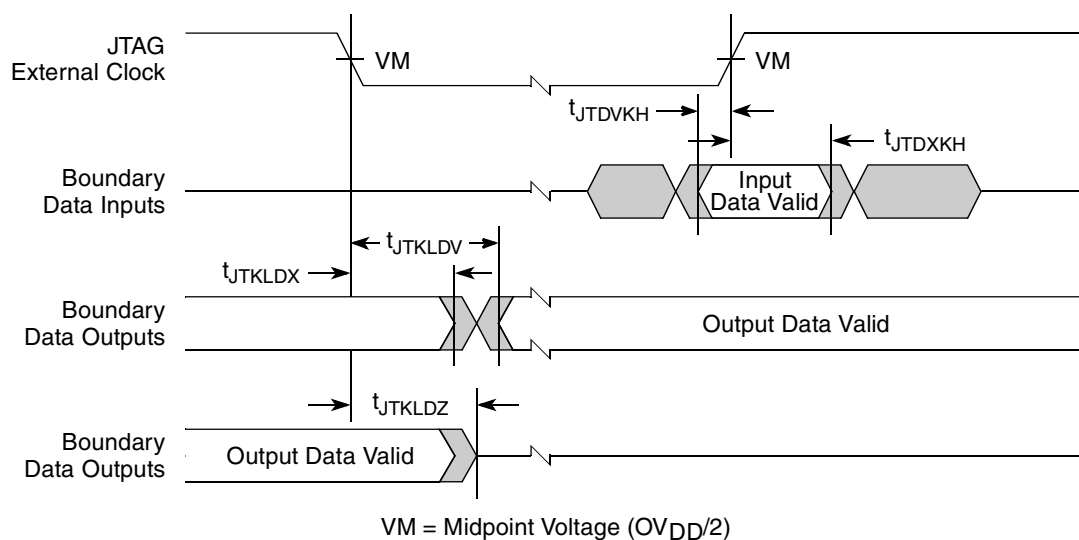 JTAG
External Clock
VM
VM
tJTDVKH
tJTDXKH
Boundary
Data Inputs
Input
Data Valid
tJTKLDV
tJTKLDX
Boundary
Data Outputs
Output Data Valid
tJTKLDZ
Boundary
Data Outputs
Output Data Valid
VM = Midpoint Voltage (OVDD/2)